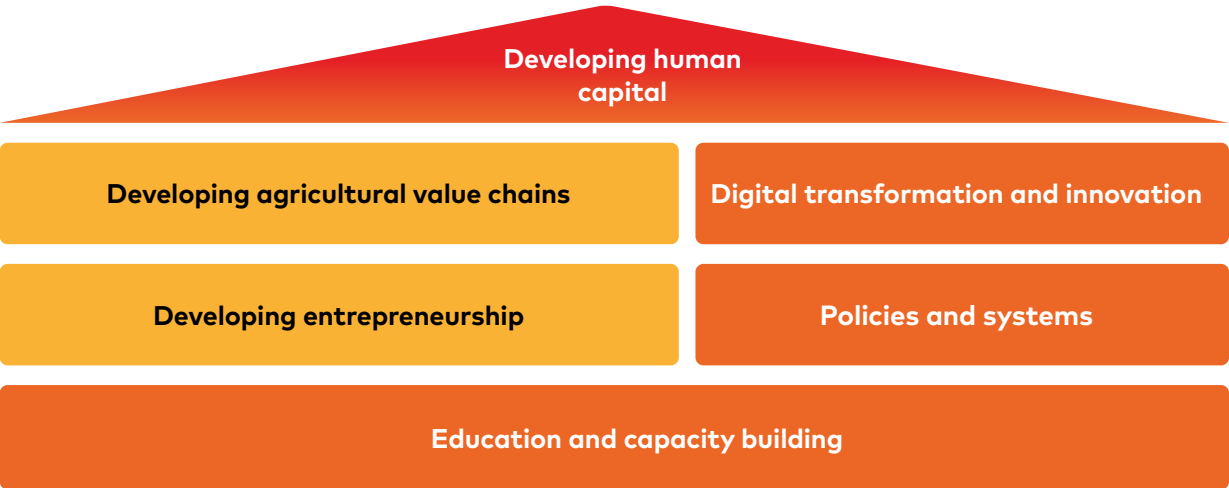 Developing human
capital
Developing agricultural value chains
Digital transformation and innovation
Developing entrepreneurship
Policies and systems
Education and capacity building